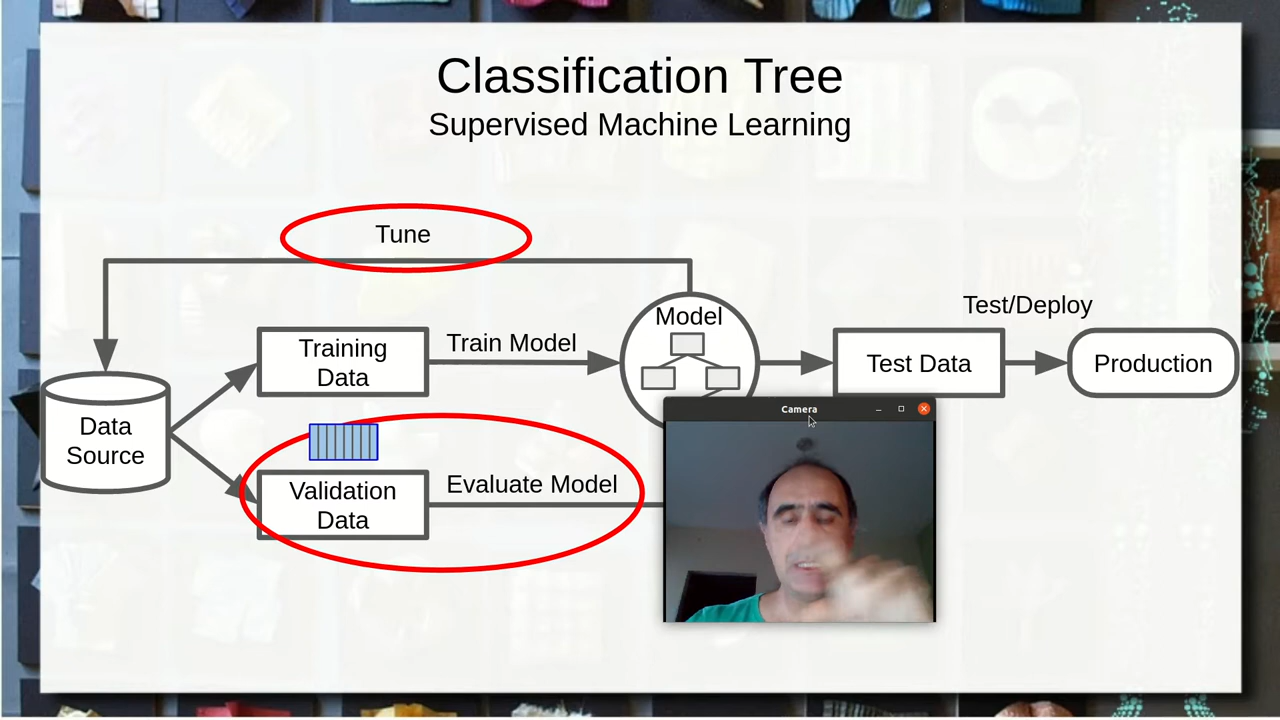 Classification Tree
Supervised Machine Learning
Tune
Test/Deploy
Model
Training
Data
Train Model
Test Data
Production
Data
Source
Validation
Data
Evaluate Model
Camera